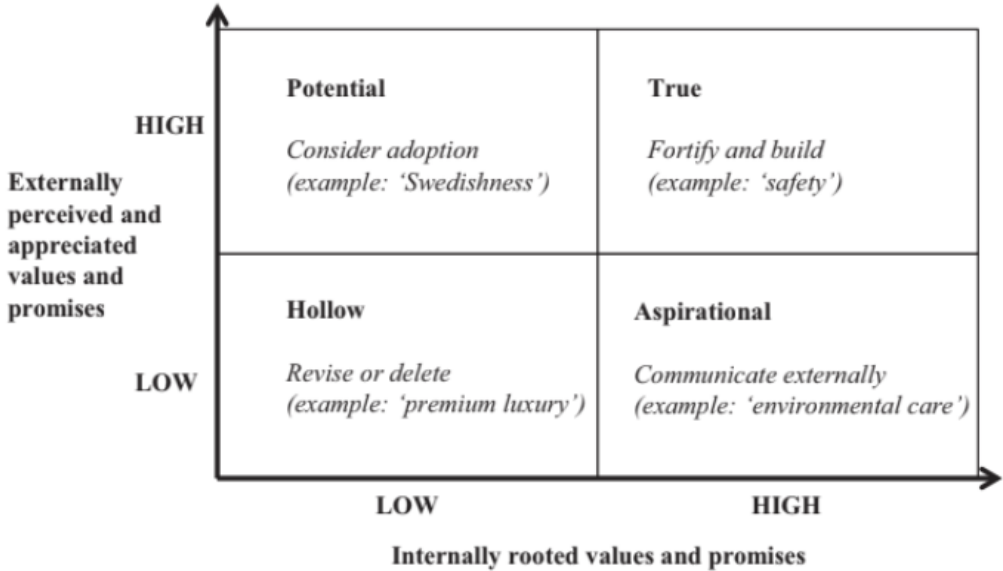 Potential
True
HIGH
Consider adoption
(example: ‘Swedishness’)
Fortify and build
(example: ‘safety’)
Externally
perceived and
appreciated
values and
promises
Hollow
Aspirational
LOW
Revise or delete
(example: ‘premium luxury’)
Communicate externally
(example: ‘environmental care’)
LOW
HIGH
Internally rooted values and promises